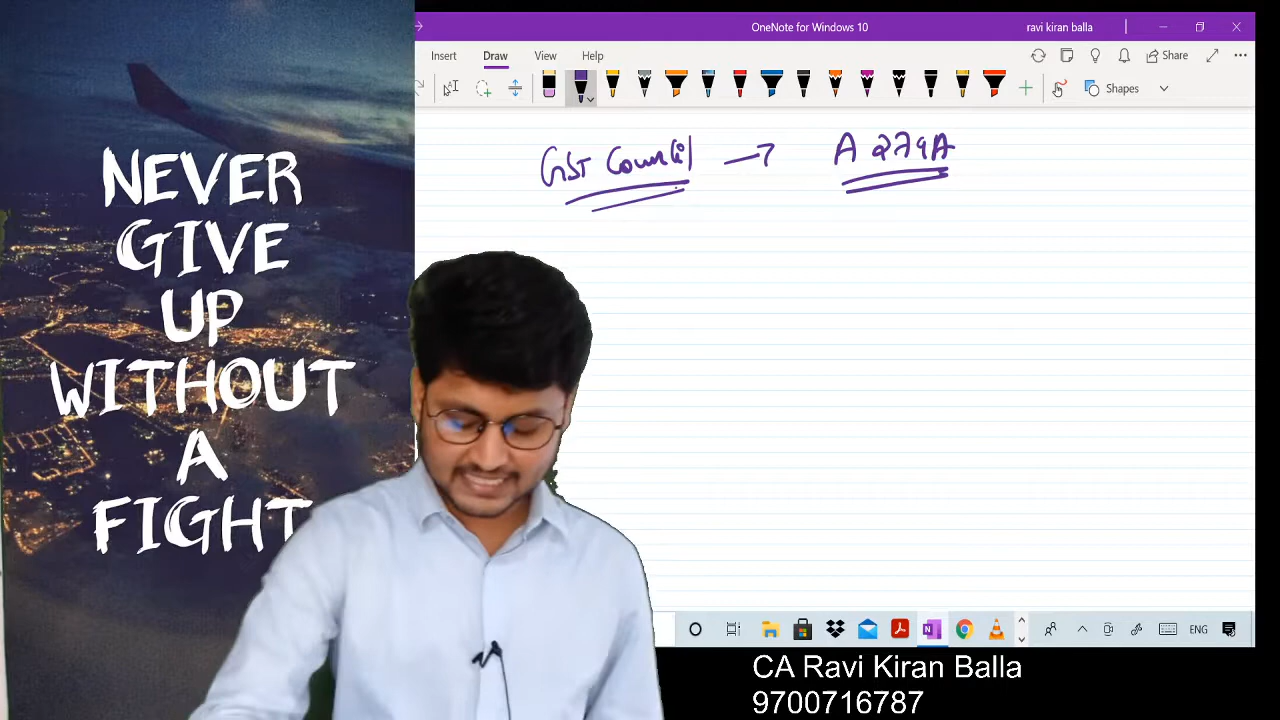 NEVER
GIVE
UP
WITHOUT
A
FIGHT
OneNote for Windows 10
ravi kiran balla
Insert Draw View Help
Share
Shapes
GST Council → A 279A
ENG
CA Ravi Kiran Balla
9700716787